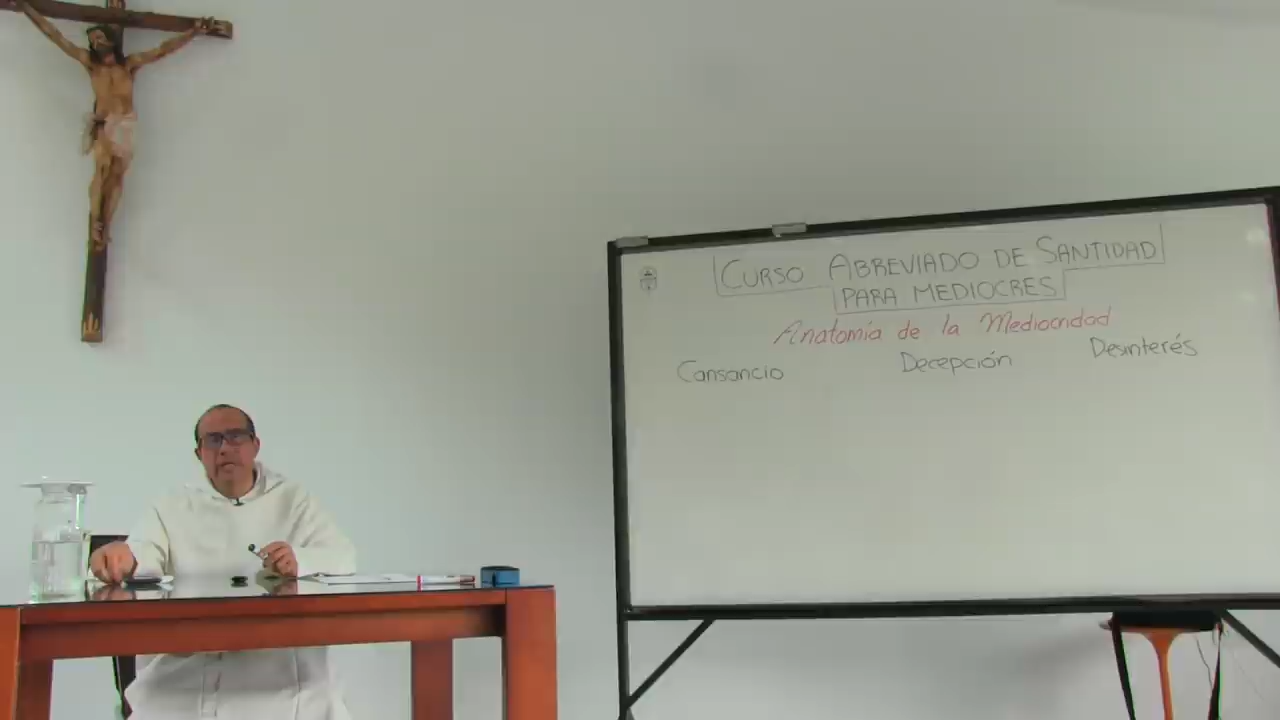 CURSO ABREVIADO DE SANTIDAD
PARA MEDIOCRES
Anatomía de la Mediocridad
Cansancio Decepción Desinterés